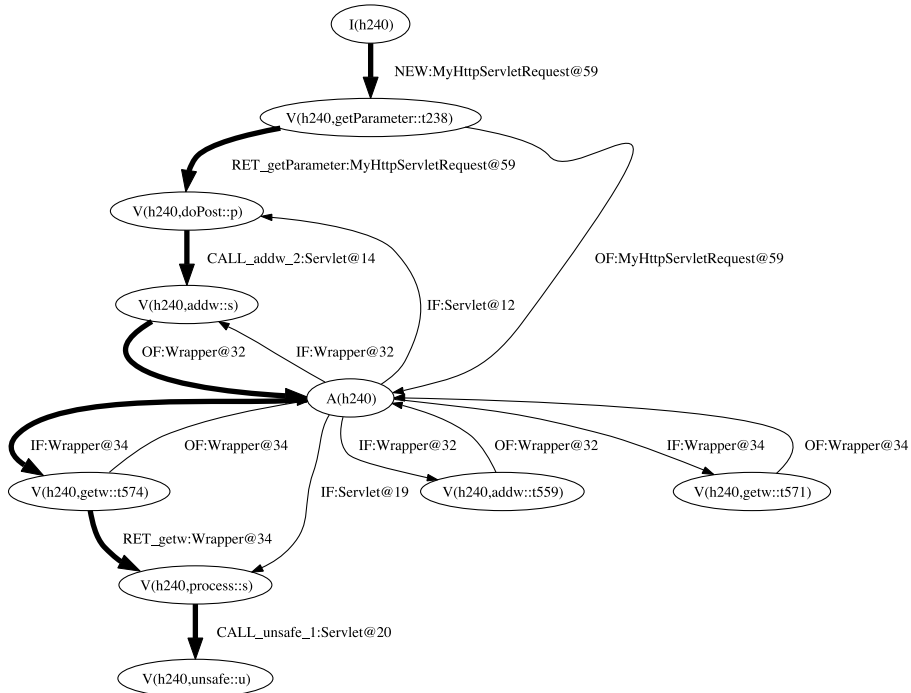 I(h240)
NEW:MyHttpServletRequest@59
V(h240,getParameter::t238)
RET_getParameter:MyHttpServletRequest@59
V(h240,doPost::p)
CALL_addw_2:Servlet@14
OF:MyHttpServletRequest@59
V(h240,addw::s)
IF:Servlet@12
OF:Wrapper@32
IF:Wrapper@32
A(h240)
IF:Wrapper@34
OF:Wrapper@34
IF:Wrapper@32
OF:Wrapper@32
IF:Wrapper@34
OF:Wrapper@34
V(h240,getw::t574)
IF:Servlet@19
V(h240,addw::t559)
V(h240,getw::t571)
RET_getw:Wrapper@34
V(h240,process::s)
CALL_unsafe_1:Servlet@20
V(h240,unsafe::u)